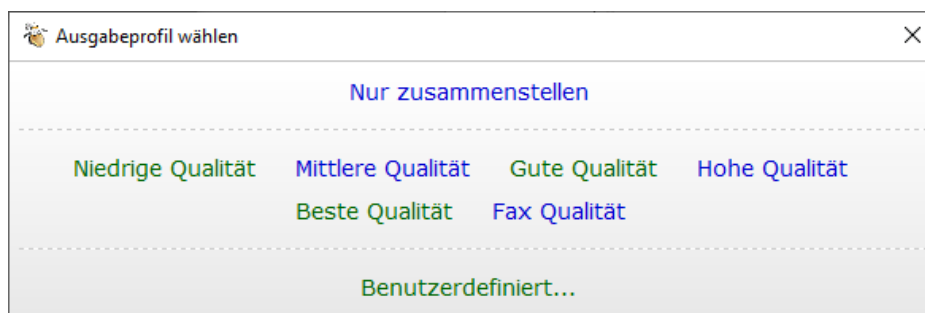 Ausgabeprofil wählen
Nur zusammenstellen
Niedrige Qualität Mittlere Qualität Gute Qualität Hohe Qualität
Beste Qualität Fax Qualität
Benutzerdefiniert...